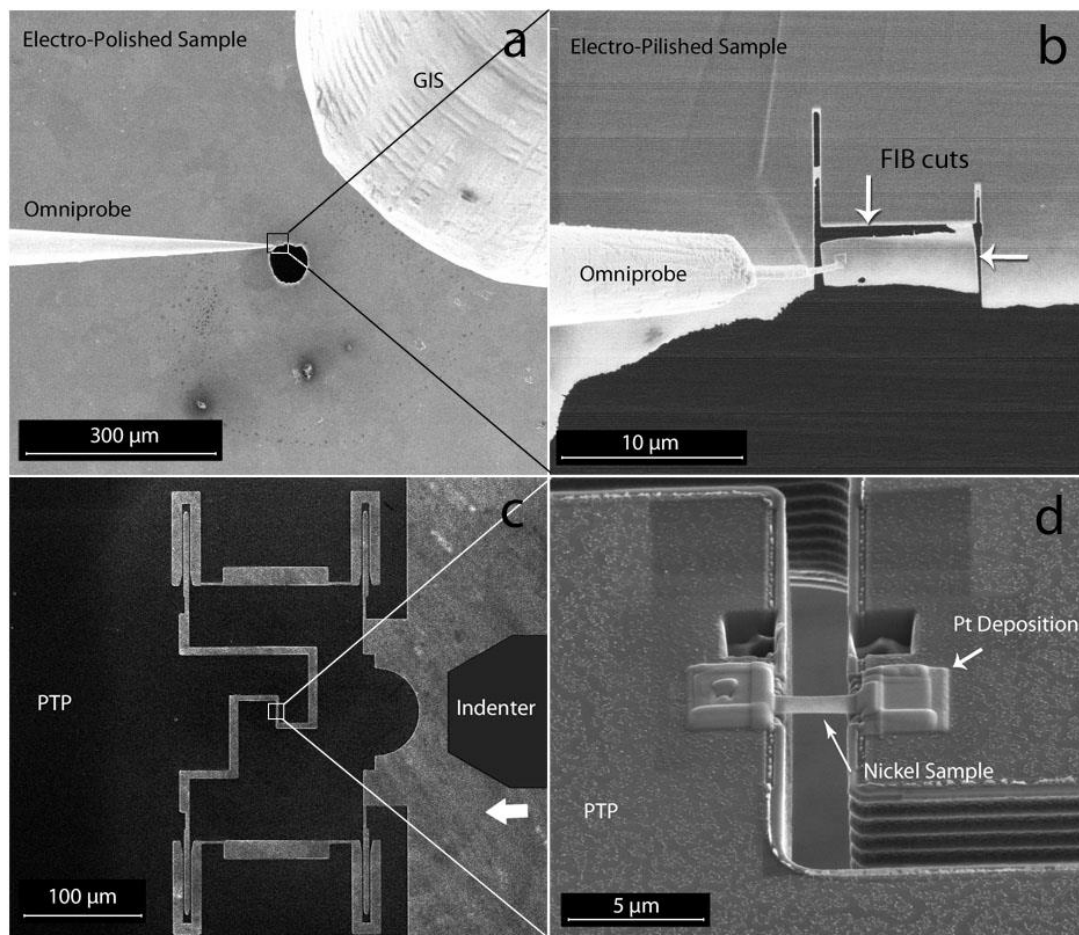 Electro-Polished Sample
a
GIS
Omniprobe
300 µm
Electro-Pilished Sample
b
FIB cuts
Omniprobe
10 µm
c
PTP
Indenter
100 µm
d
Pt Deposition
Nickel Sample
PTP
5 µm